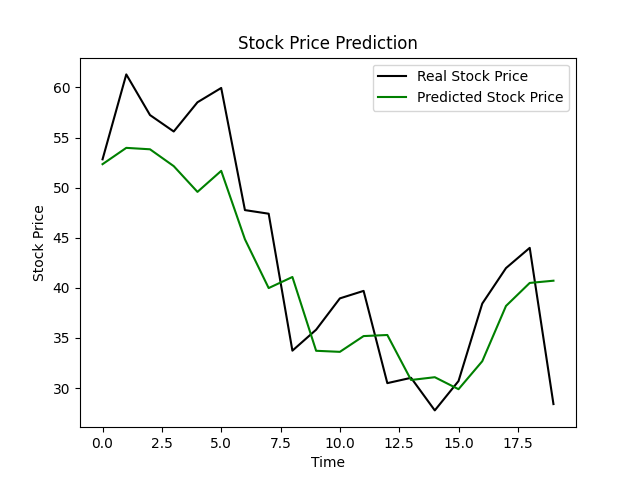 Stock Price Prediction
Real Stock Price
Predicted Stock Price
60
55
50
45
40
35
30
Stock Price
0.0 2.5 5.0 7.5 10.0 12.5 15.0 17.5
Time